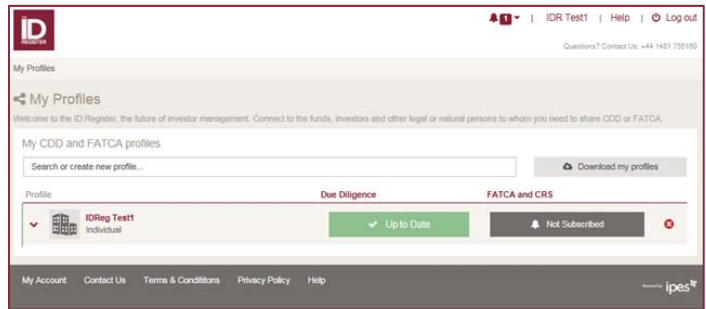 THE
ID
REGISTER
1 | IDR Test1 | Help | Log out
Questions? Contact Us: +44 1481 755160
My Profiles
My Profiles
Welcome to the ID Register, the future of investor management. Connect to the funds, investors and other legal or natural persons to whom you need to share CDD or FATCA.
My CDD and FATCA profiles
Search or create new profile...
Download my profiles
Profile Due Diligence FATCA and CRS
IDReg Test1
Individual
Up to Date
Not Subscribed
My Account Contact Us Terms & Condititons Privacy Policy Help
ipes